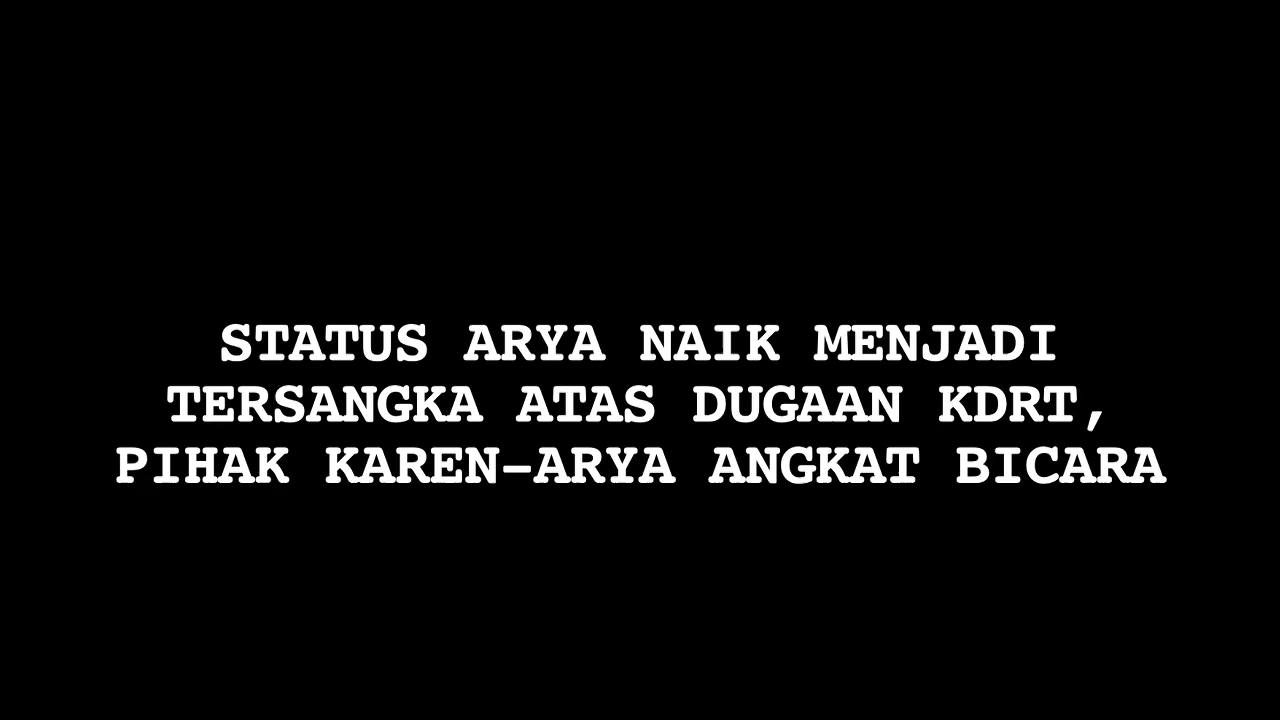 STATUS ARYA NAIK MENJADI
TERSANGKA ATAS DUGAAN KDRT,
PIHAK KAREN-ARYA ANGKAT BICARA